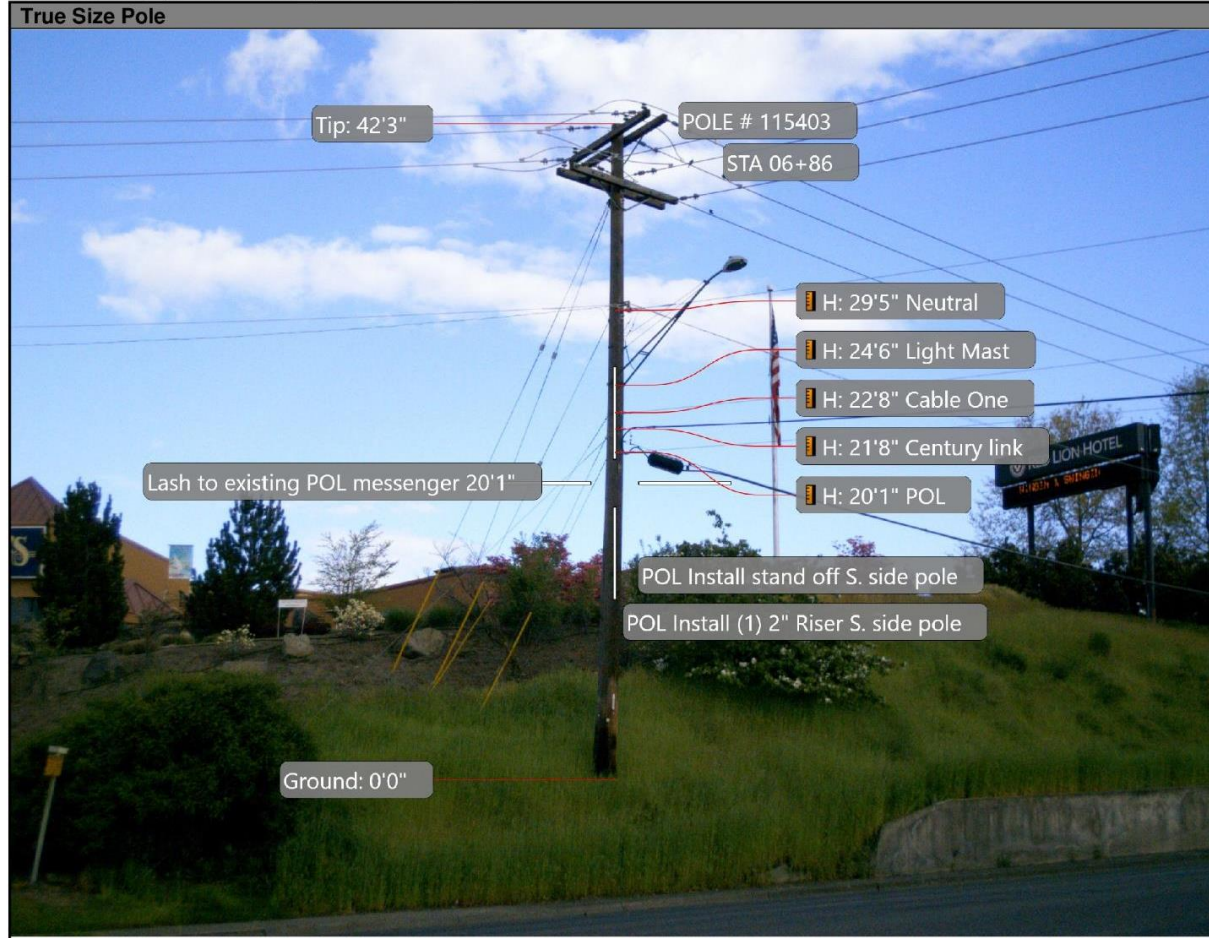 True Size Pole
Tip: 42'3"
POLE # 115403
STA 06+86
H: 29'5" Neutral
H: 24'6" Light Mast
H: 22'8" Cable One
H: 21'8" Century link
LION HOTEL
Lash to existing POL messenger 20'1"
H: 20'1" POL
POL Install stand off S. side pole
POL Install (1) 2" Riser S. side pole
Ground: 0'0"